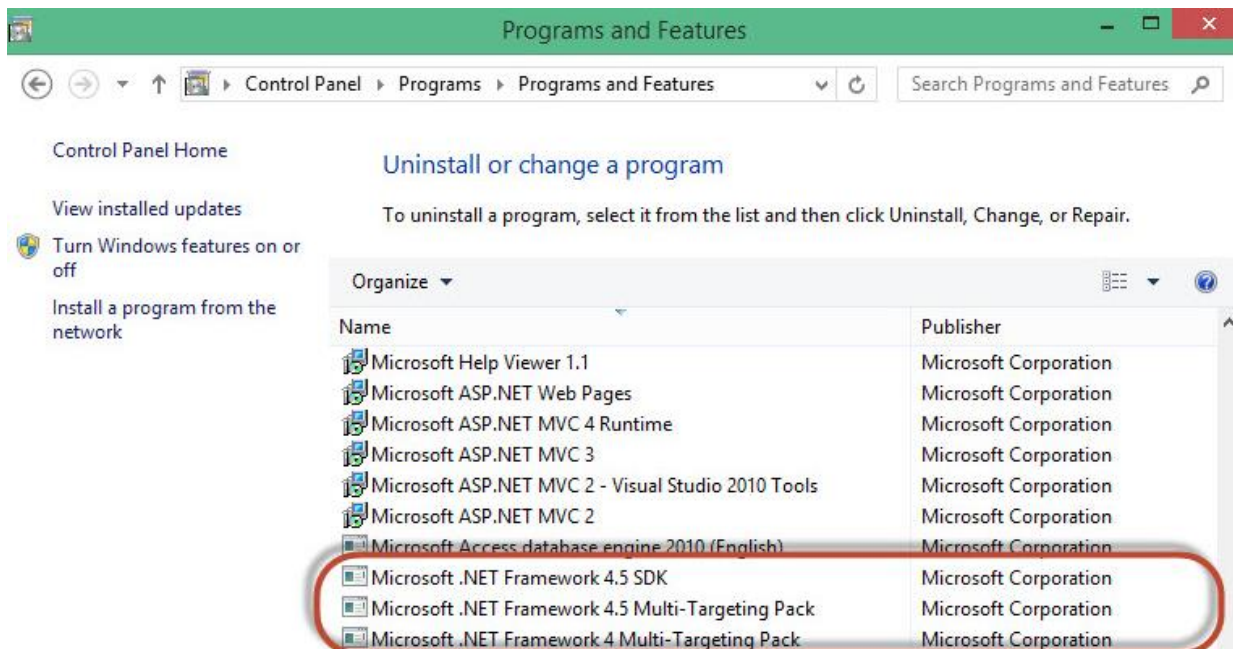 Programs and Features
Control Panel Programs Programs and Features
Search Programs and Features
Control Panel Home
View installed updates
Turn Windows features on or
off
Install a program from the
network
Uninstall or change a program
To uninstall a program, select it from the list and then click Uninstall, Change, or Repair.
Organize
Name Publisher
Microsoft Help Viewer 1.1 Microsoft Corporation
Microsoft ASP.NET Web Pages Microsoft Corporation
Microsoft ASP.NET MVC 4 Runtime Microsoft Corporation
Microsoft ASP.NET MVC 3 Microsoft Corporation
Microsoft ASP.NET MVC 2 - Visual Studio 2010 Tools Microsoft Corporation
Microsoft ASP.NET MVC 2 Microsoft Corporation
Microsoft Access database engine 2010 (English) Microsoft Corporation
Microsoft .NET Framework 4.5 SDK Microsoft Corporation
Microsoft .NET Framework 4.5 Multi-Targeting Pack Microsoft Corporation
Microsoft .NET Framework 4 Multi-Targeting Pack Microsoft Corporation